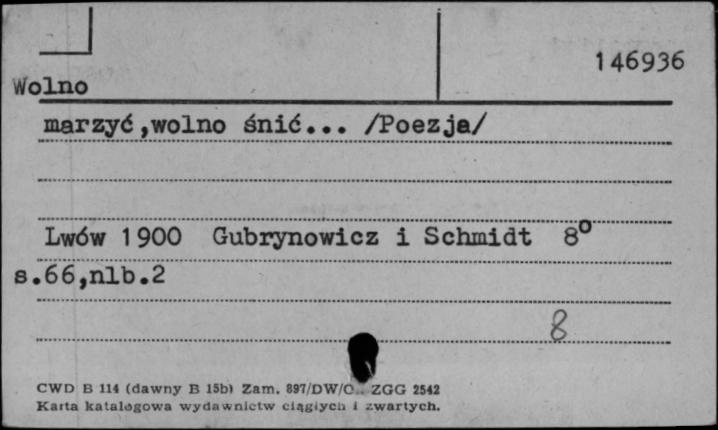 146936
Wolno
marzyć,wolno śnić... /Poezja/
Lwów 1900 Gubrynowicz i Schmidt 8°
s.66,nlb.2
8
CWD B 114 (dawny B 15b) Zam. 897/DW/C.. ZGG 2542
Karta katalogowa wydawnictw ciągłych i zwartych.